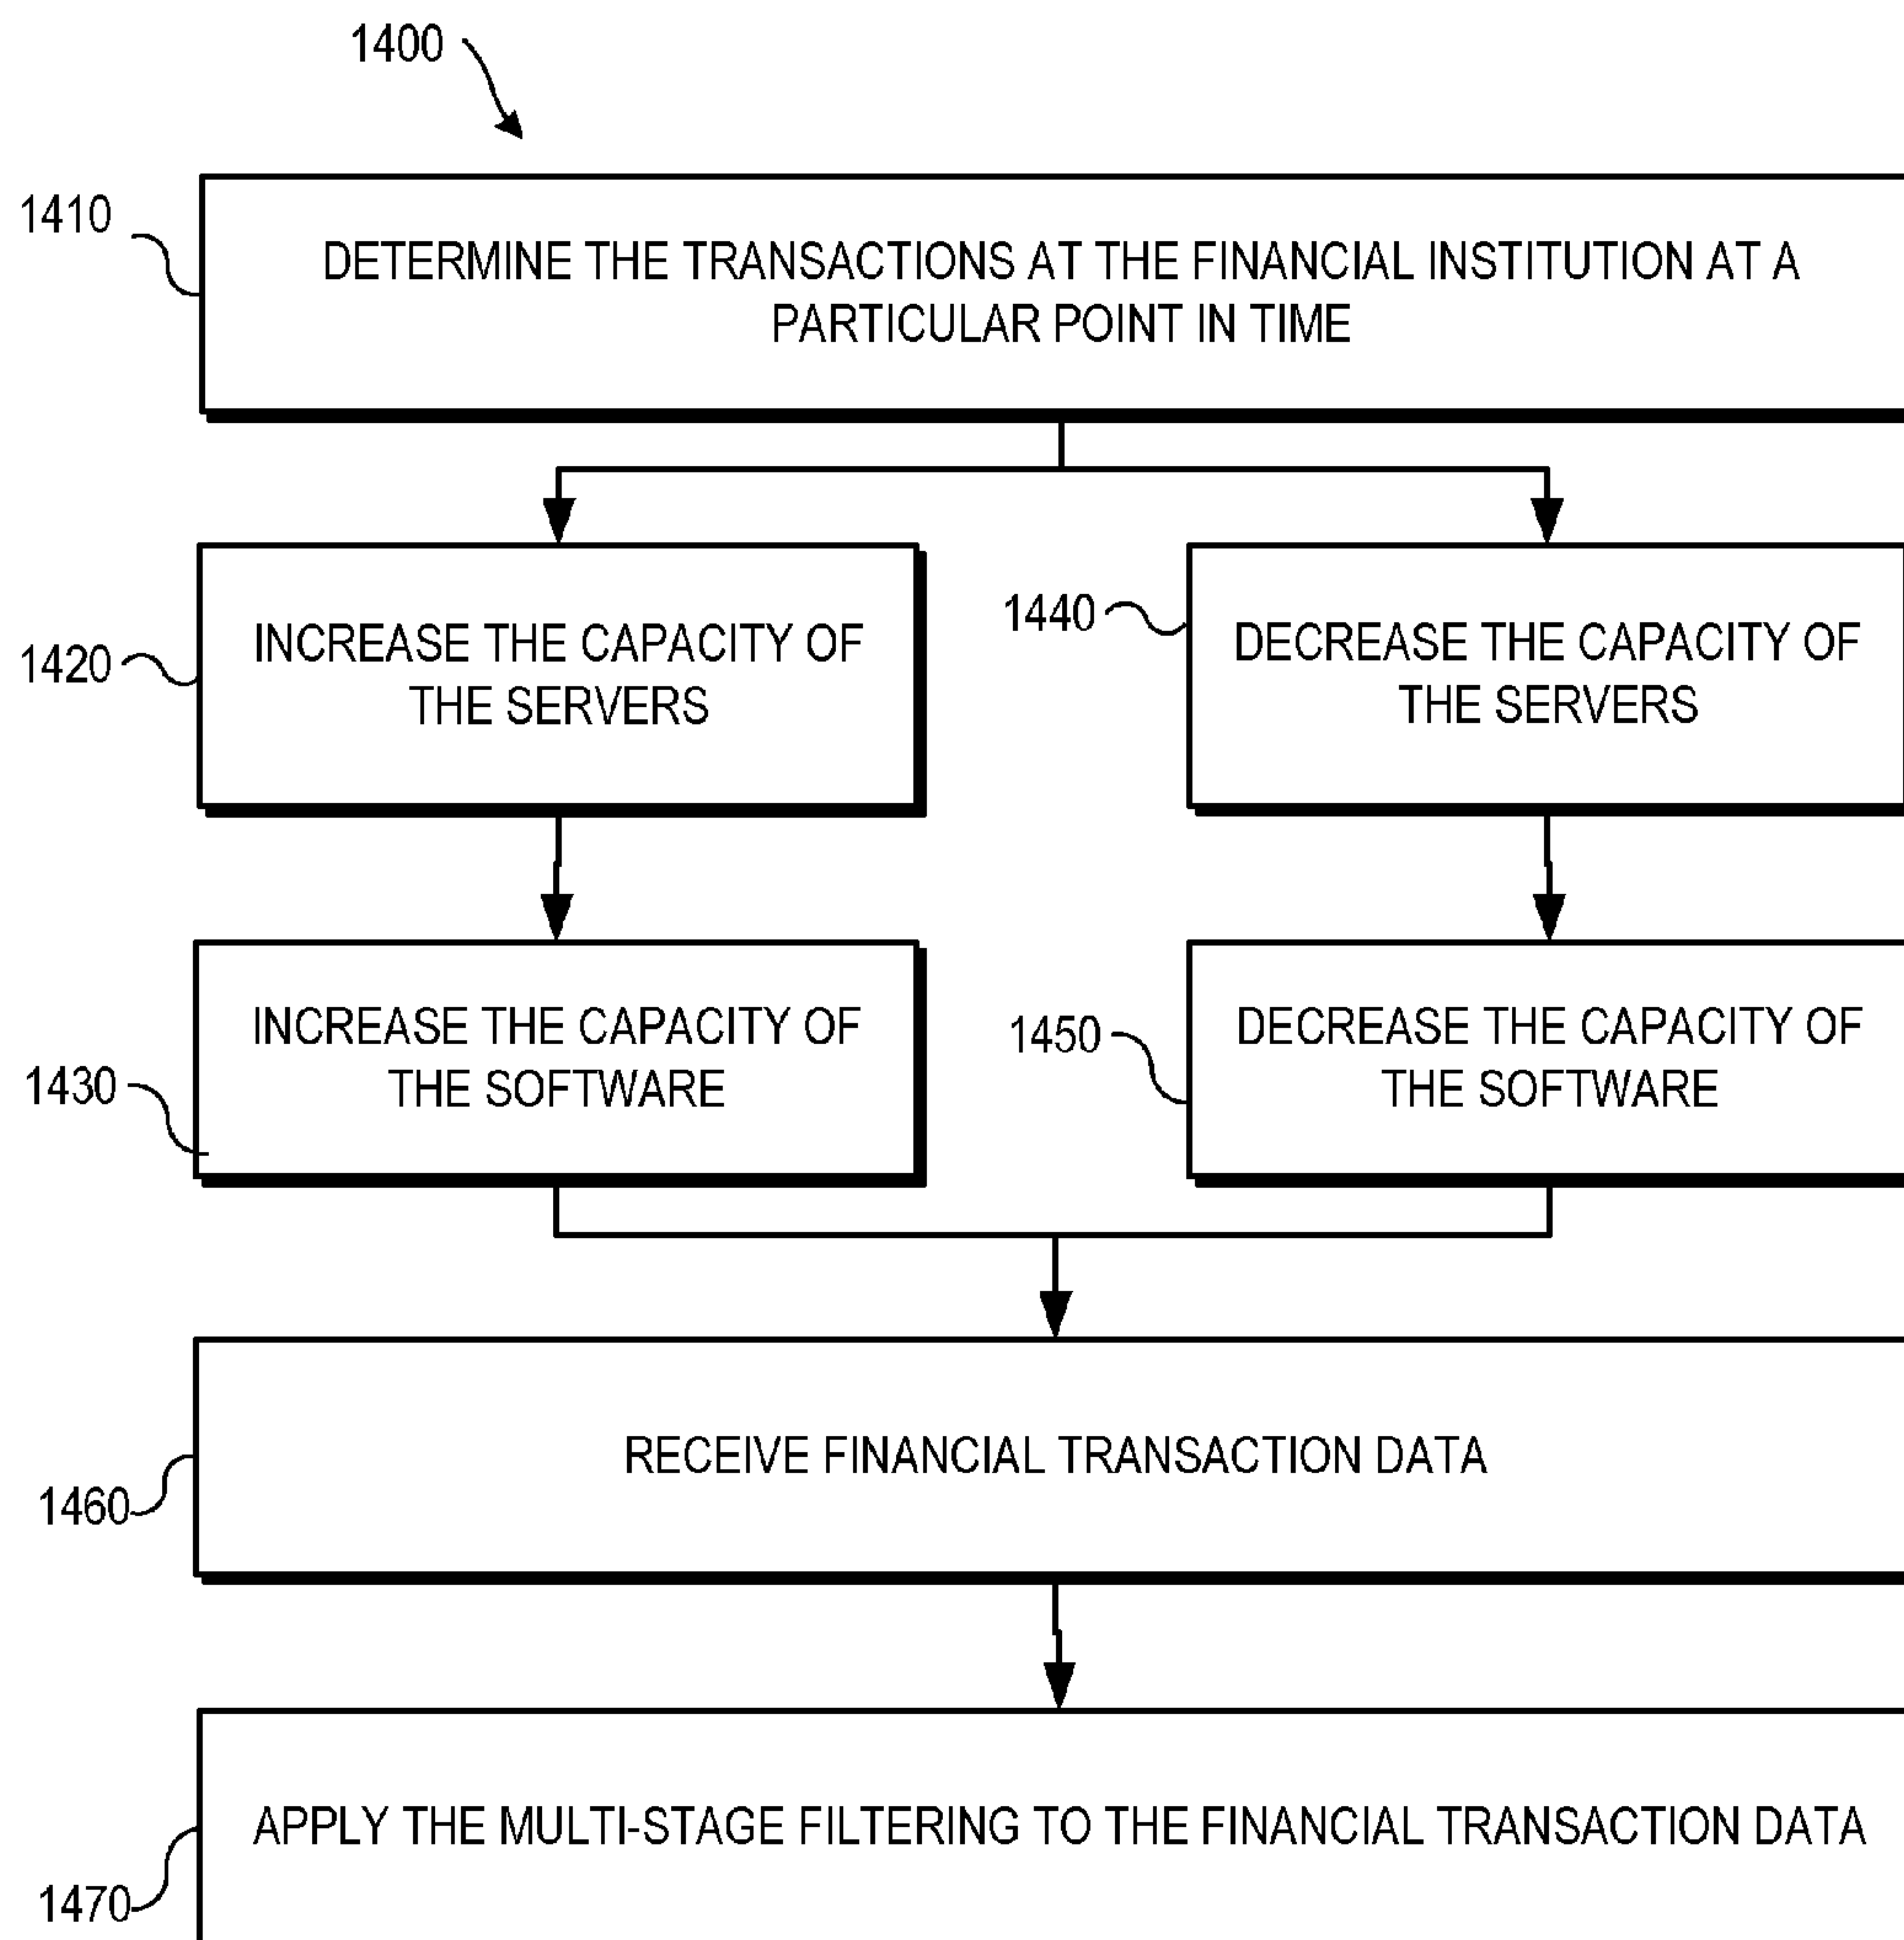 1400
1410
DETERMINE THE TRANSACTIONS AT THE FINANCIAL INSTITUTION AT A
PARTICULAR POINT IN TIME
1420
INCREASE THE CAPACITY OF
THE SERVERS
1440
DECREASE THE CAPACITY OF
THE SERVERS
1430
INCREASE THE CAPACITY OF
THE SOFTWARE
1450
DECREASE THE CAPACITY OF
THE SOFTWARE
1460
RECEIVE FINANCIAL TRANSACTION DATA
1470
APPLY THE MULTI-STAGE FILTERING TO THE FINANCIAL TRANSACTION DATA